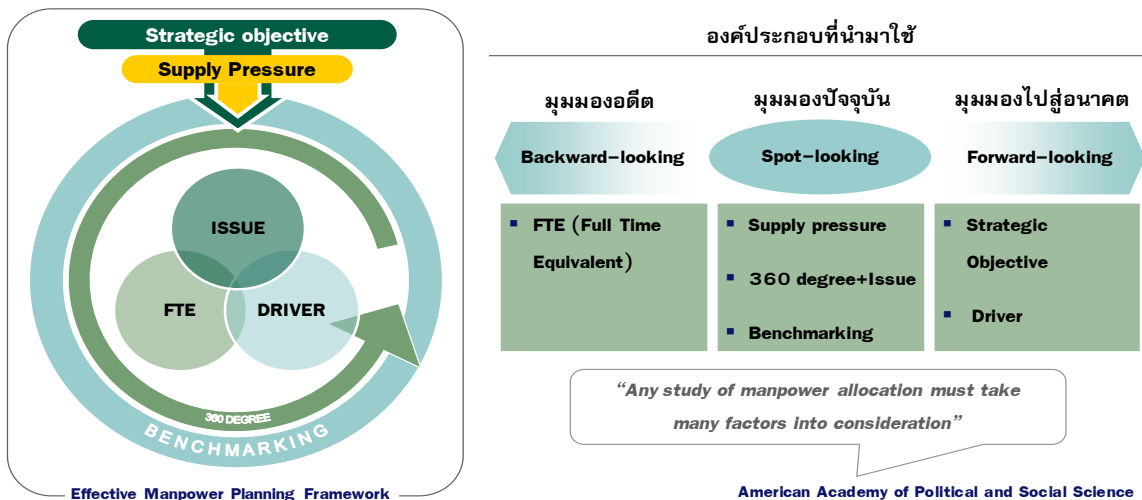 Strategic objective
Supply Pressure
ISSUE
FTE
DRIVER
360 DEGREE
BENCHMARKING
Effective Manpower Planning Framework
องค์ประกอบที่นำมาใช้
มุมมองอดีต
Backward-looking
▪ FTE (Full Time
Equivalent)
มุมมองปัจจุบัน
Spot-looking
▪ Supply pressure
▪ 360 degree+Issue
▪ Benchmarking
มุมมองไปสู่อนาคต
Forward-looking
▪ Strategic
Objective
▪ Driver
“Any study of manpower allocation must take
many factors into consideration”
American Academy of Political and Social Science